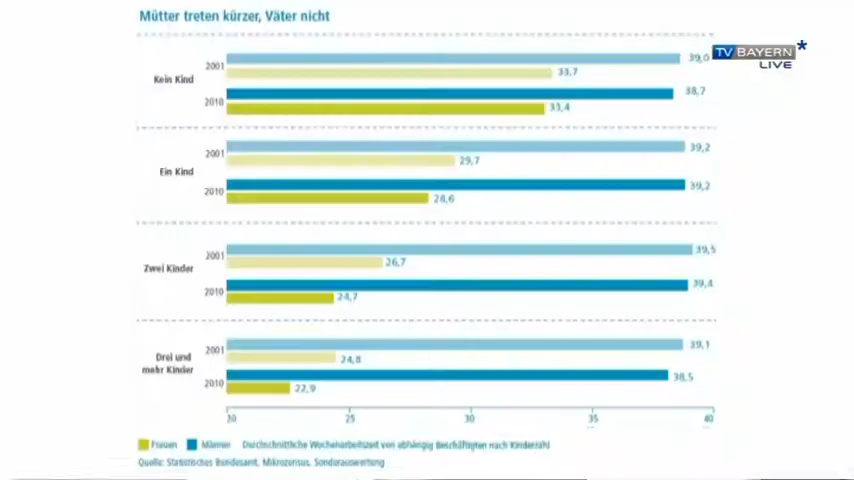 Mütter treten kürzer, Väter nicht
TV BAYERN*
LIVE
Kein Kind
2001
39,0
33,7
2010
38,7
33,4
Ein Kind
2001
39,2
29,7
2010
39,2
28,6
Zwei Kinder
2001
39,5
26,7
2010
39,4
24,7
Drei und
mehr Kinder
2001
39,1
24,8
2010
38,5
22,9
20 25 30 35 40
Frauen Männer Durchschnittliche Wochenarbeitszeit von abhängig Beschäftigten nach Kinderzahl
Quelle: Statistisches Bundesamt, Mikrozensus, Sonderauswertung